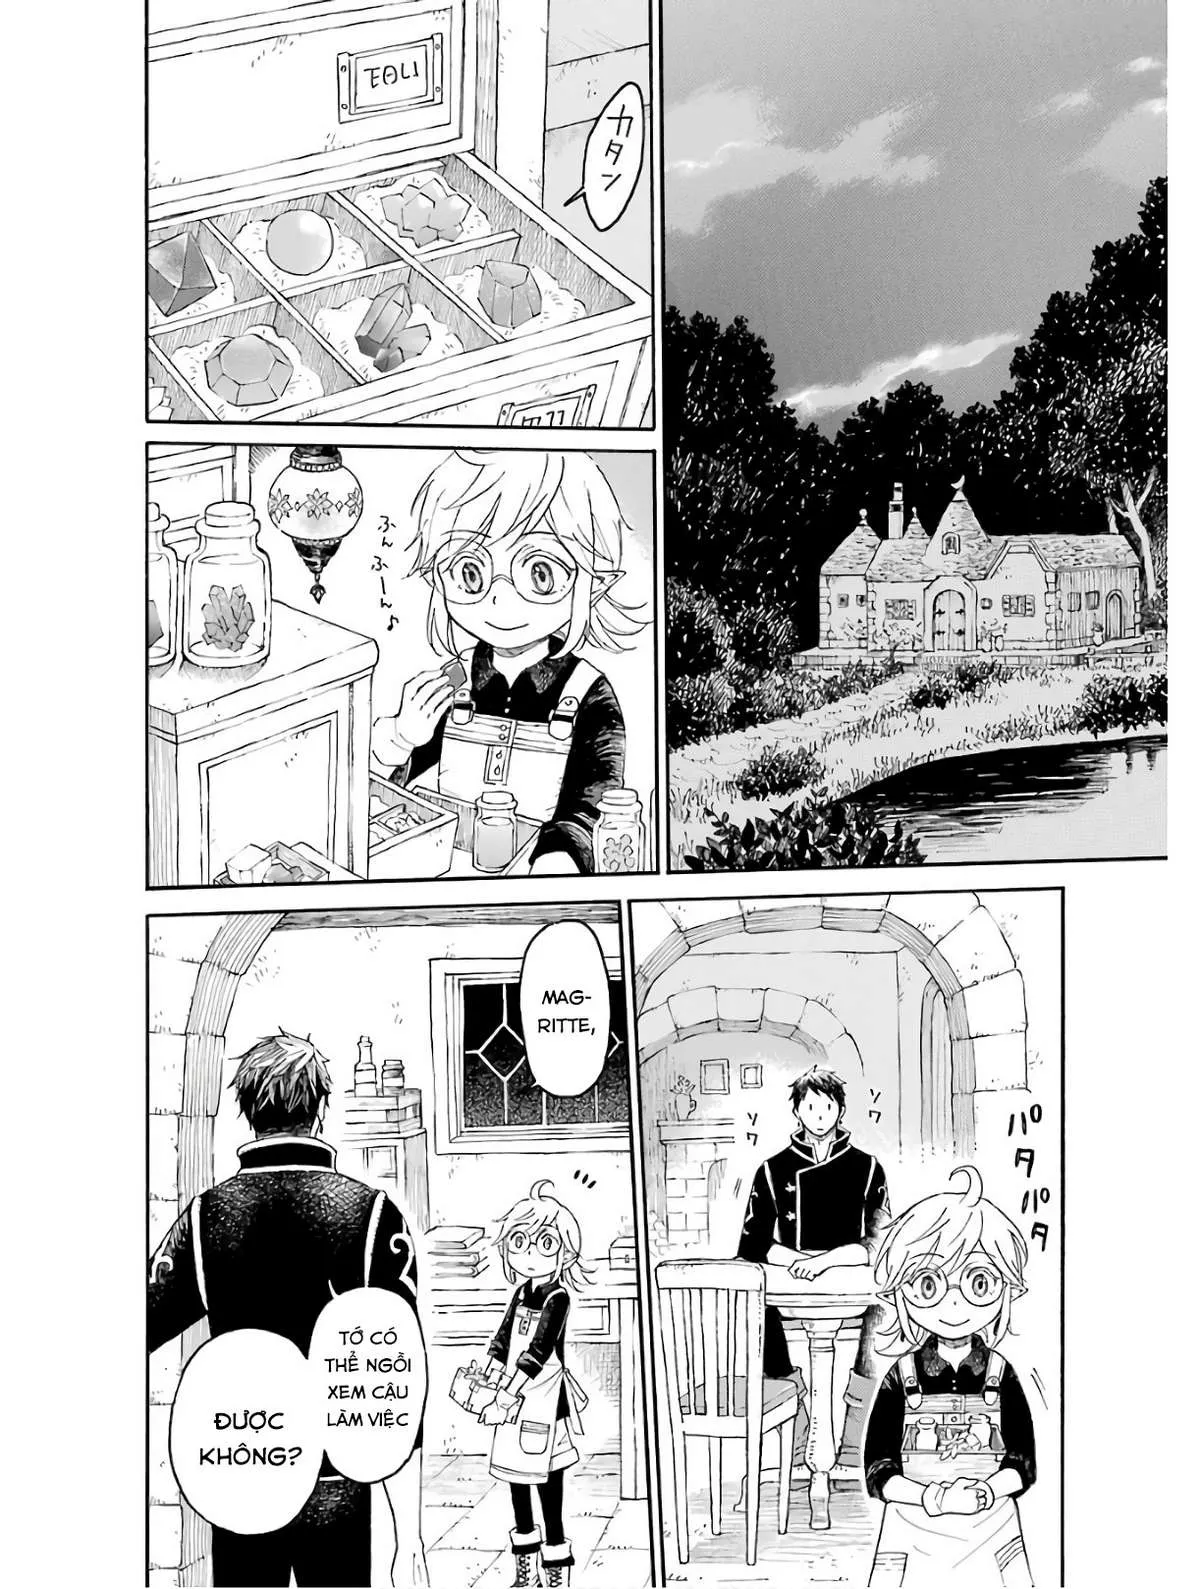 カタン
ふん
ふーん♪
ソワ
ソワ
パタ
パタ
MAG-
RITTE,
TỚ CÓ
THỂ NGỒI
XEM CẬU
LÀM VIỆC
ĐƯỢC
KHÔNG?